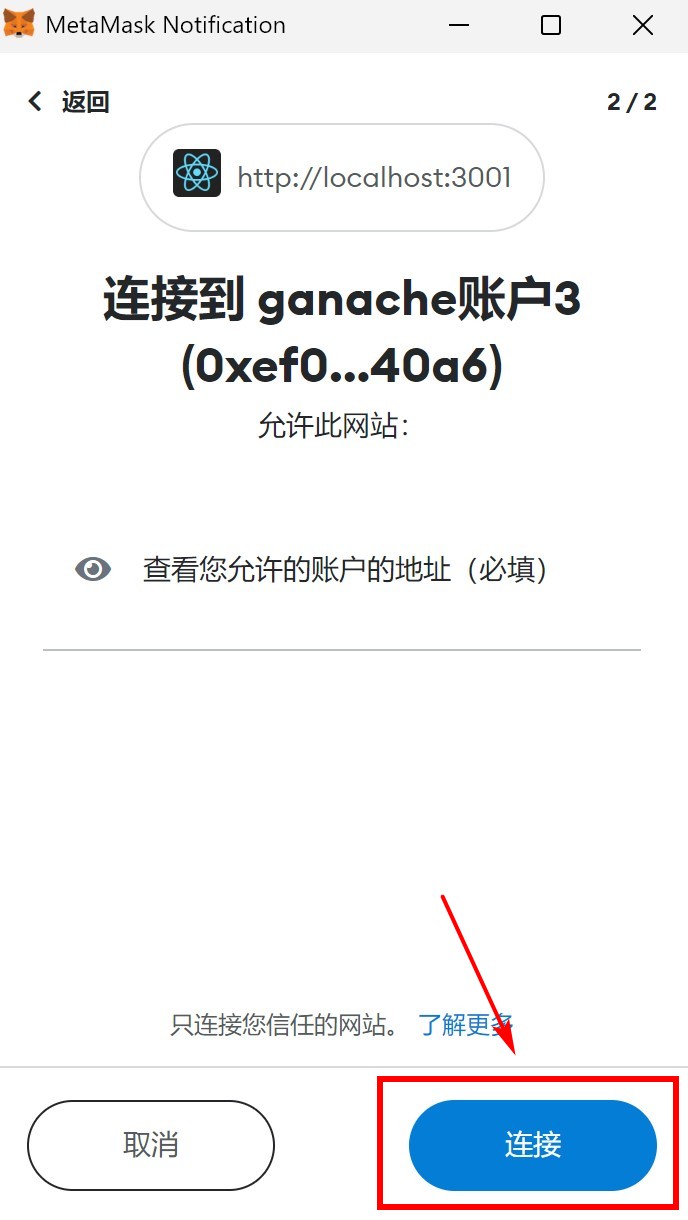 MetaMask Notification
返回
2 / 2
http://localhost:3001
连接到 ganache账户3
(0xef0...40a6)
允许此网站：
查看您允许的账户的地址（必填）
只连接您信任的网站。 了解更多
取消
连接